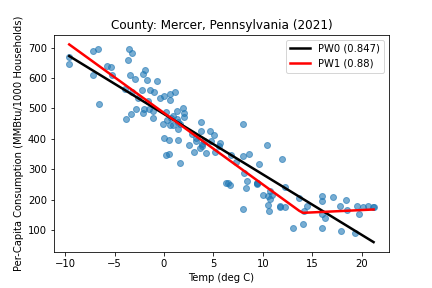 County: Mercer, Pennsylvania (2021)
Per-Capita Consumption (MMBtu/1000 Households)
700
600
500
400
300
200
100
PW0 (0.847)
PW1 (0.88)
−10
−5
0
5
10
15
20
Temp (deg C)